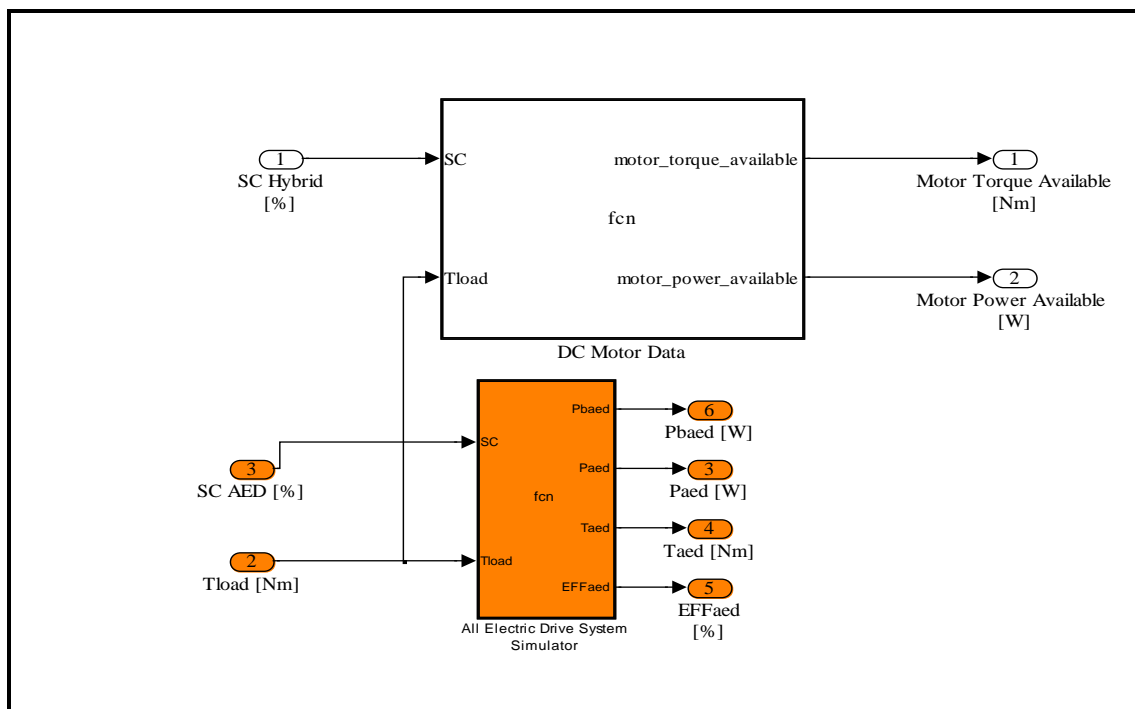 1
SC Hybrid
[%]
SC
motor_torque_available
fcn
Tload
motor_power_available
DC Motor Data
1
Motor Torque Available
[Nm]
2
Motor Power Available
[W]
3
SC AED [%]
2
Tload [Nm]
SC
Pbaed
Paed
fcn
Taed
Tload
EFFaed
All Electric Drive System
Simulator
6
Pbaed [W]
3
Paed [W]
4
Taed [Nm]
5
EFFaed
[%]